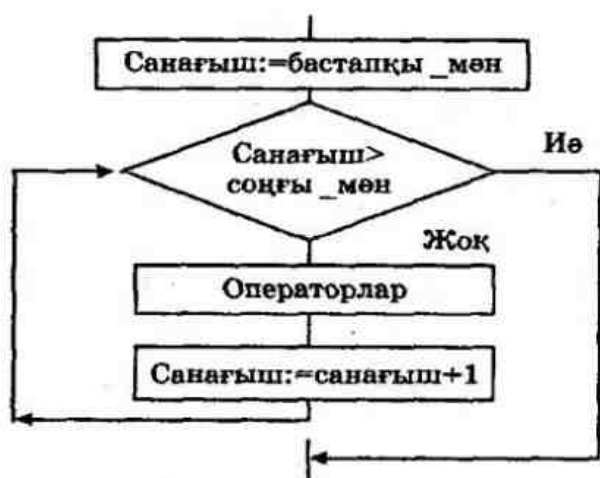 Санағыш:=бастапқы _мән
Санағыш>
соңғы _мән
Иә
Жоқ
Операторлар
Санағыш:=санағыш+1